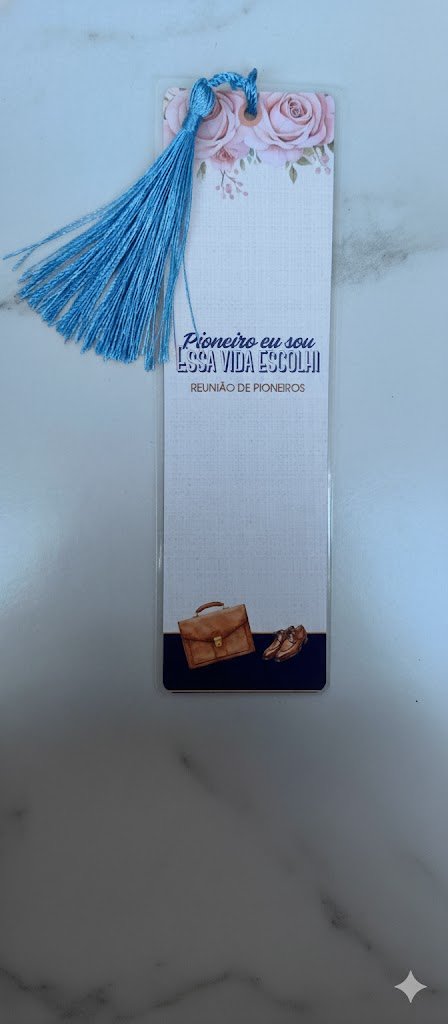 Pioneiro eu sou
ESSA VIDA ESCOLHI
REUNIÃO DE PIONEIROS